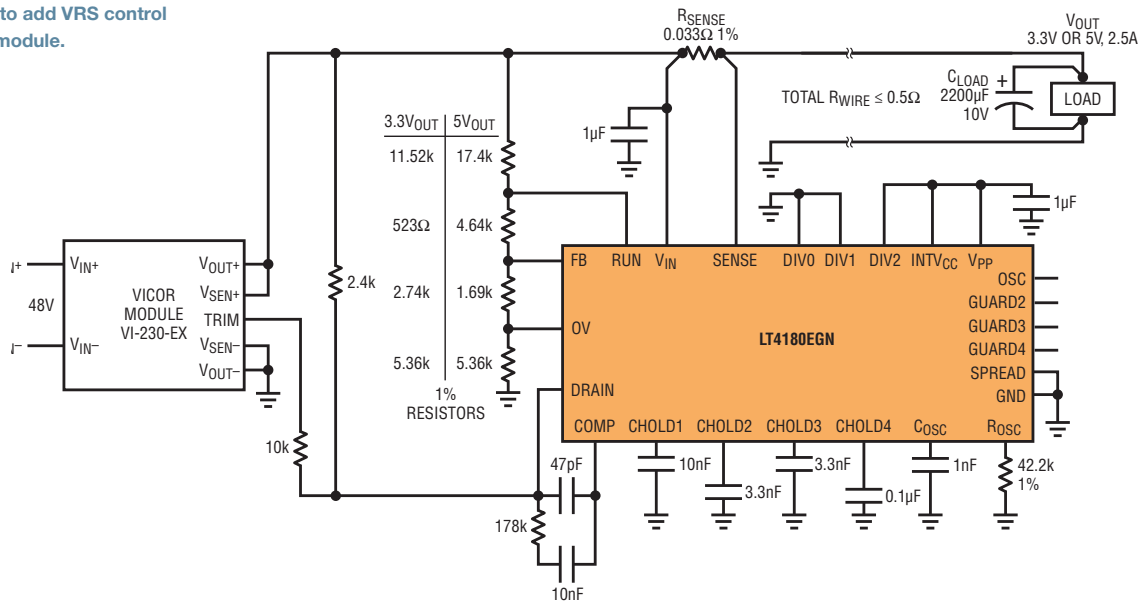 to add VRS control
module.
RSENSE
0.033Ω 1%
VOUT
3.3V OR 5V, 2.5A
CLOAD
2200µF
10V
+
LOAD
TOTAL RWIRE ≤ 0.5Ω
1µF
3.3VOUT 5VOUT
11.52k 17.4k
523Ω 4.64k
2.74k 1.69k
5.36k 5.36k
1%
RESISTORS
VIN+
48V
VIN–
VICOR
MODULE
VI-230-EX
VOUT+
VSEN+
TRIM
VSEN–
VOUT–
2.4k
10k
FB RUN VIN SENSE DIV0 DIV1 DIV2 INTVCC VPP
1µF
OV
DRAIN
LT4180EGN
OSC
GUARD2
GUARD3
GUARD4
SPREAD
GND
COMP CHOLD1 CHOLD2 CHOLD3 CHOLD4 COSC ROSC
47pF
178k
10nF
10nF
3.3nF
3.3nF
0.1µF
1nF
42.2k
1%